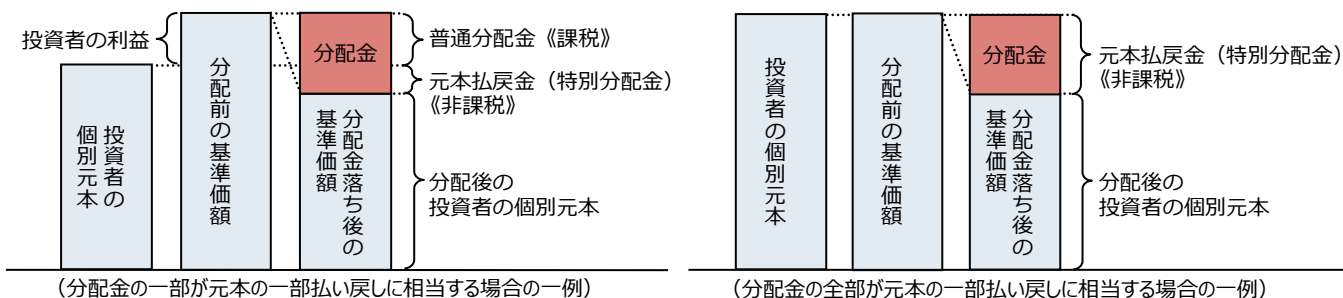 投資者の利益
投資者の
個別元本
分配前の基準価額
分配金
分配金落ち後の
基準価額
普通分配金《課税》
元本払戻金（特別分配金）
《非課税》
分配後の
投資者の個別元本
（分配金の一部が元本の一部払い戻しに相当する場合の一例）
投資者の個別元本
分配前の基準価額
分配金
分配金落ち後の
基準価額
元本払戻金（特別分配金）
《非課税》
分配後の
投資者の個別元本
（分配金の全部が元本の一部払い戻しに相当する場合の一例）